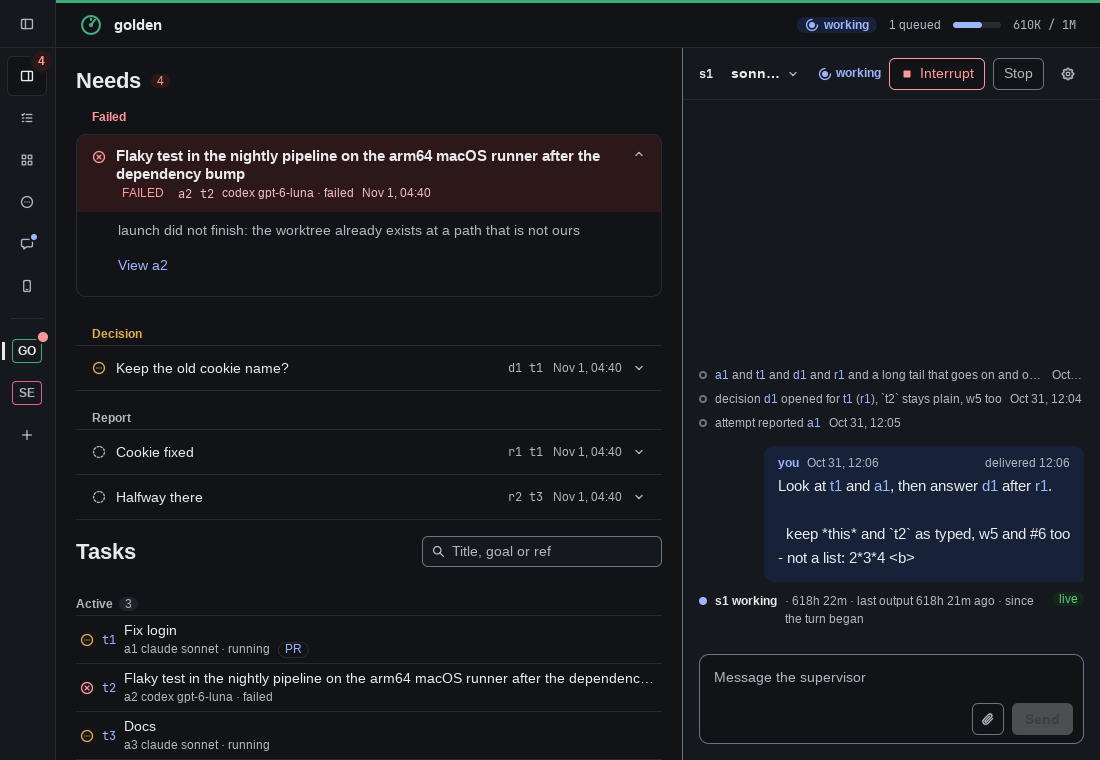 golden
working
1 queued
610K / 1M
4
GO
SE
Needs 4
Failed
Flaky test in the nightly pipeline on the arm64 macOS runner after the
dependency bump
FAILED a2 t2 codex gpt-6-luna · failed Nov 1, 04:40
launch did not finish: the worktree already exists at a path that is not ours
View a2
Decision
Keep the old cookie name? d1 t1 Nov 1, 04:40
Report
Cookie fixed r1 t1 Nov 1, 04:40
Halfway there r2 t3 Nov 1, 04:40
Tasks
Title, goal or ref
Active 3
t1 Fix login
a1 claude sonnet · running PR
t2 Flaky test in the nightly pipeline on the arm64 macOS runner after the dependenc…
a2 codex gpt-6-luna · failed
t3 Docs
a3 claude sonnet · running
s1 sonn… working Interrupt Stop
a1 and t1 and d1 and r1 and a long tail that goes on and o… Oct…
decision d1 opened for t1 (r1), `t2` stays plain, w5 too Oct 31, 12:04
attempt reported a1 Oct 31, 12:05
you Oct 31, 12:06 delivered 12:06
Look at t1 and a1, then answer d1 after r1.
keep *this* and `t2` as typed, w5 and #6 too
- not a list: 2*3*4 <b>
s1 working · 618h 22m · last output 618h 21m ago · since
the turn began
live
Message the supervisor
Send